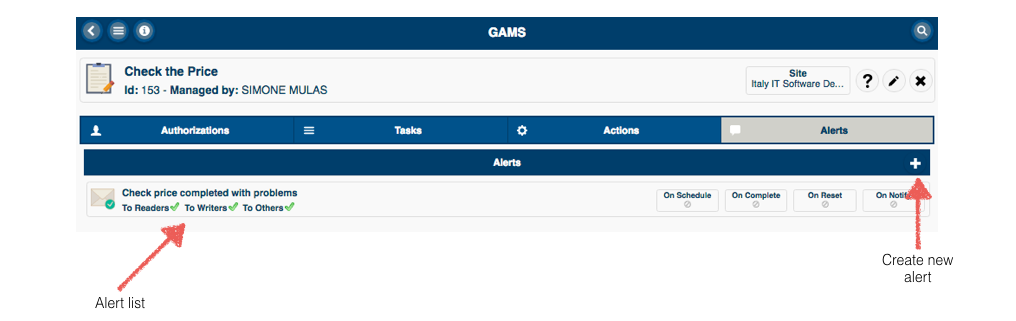 GAMS
Check the Price
Id: 153 - Managed by: SIMONE MULAS
Site
Italy IT Software De...
?
Authorizations
Tasks
Actions
Alerts
Alerts
Check price completed with problems
To Readers To Writers To Others
On Schedule
On Complete
On Reset
On Notif
Create new
alert
Alert list